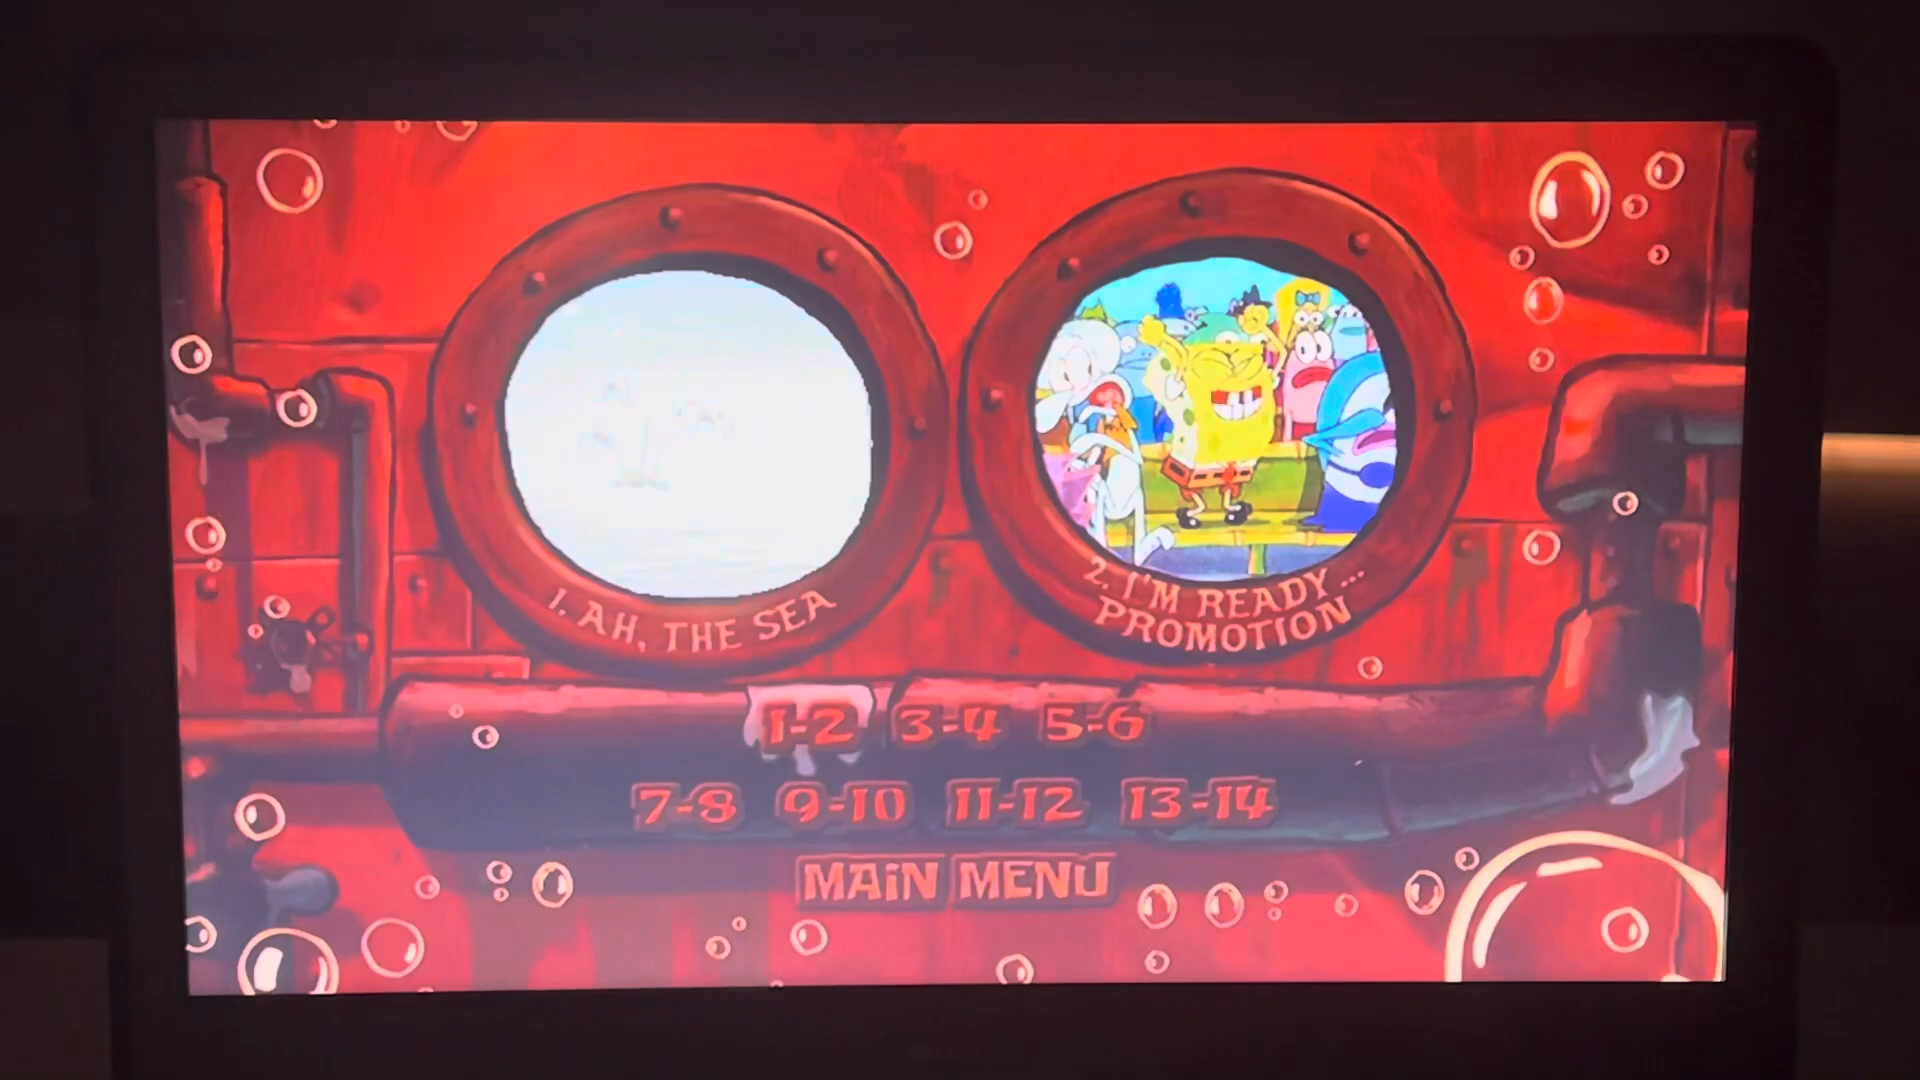 1. AH, THE SEA
2. I'M READY...
PROMOTION
1-2 3-4 5-6
7-8 9-10 11-12 13-14
MAIN MENU